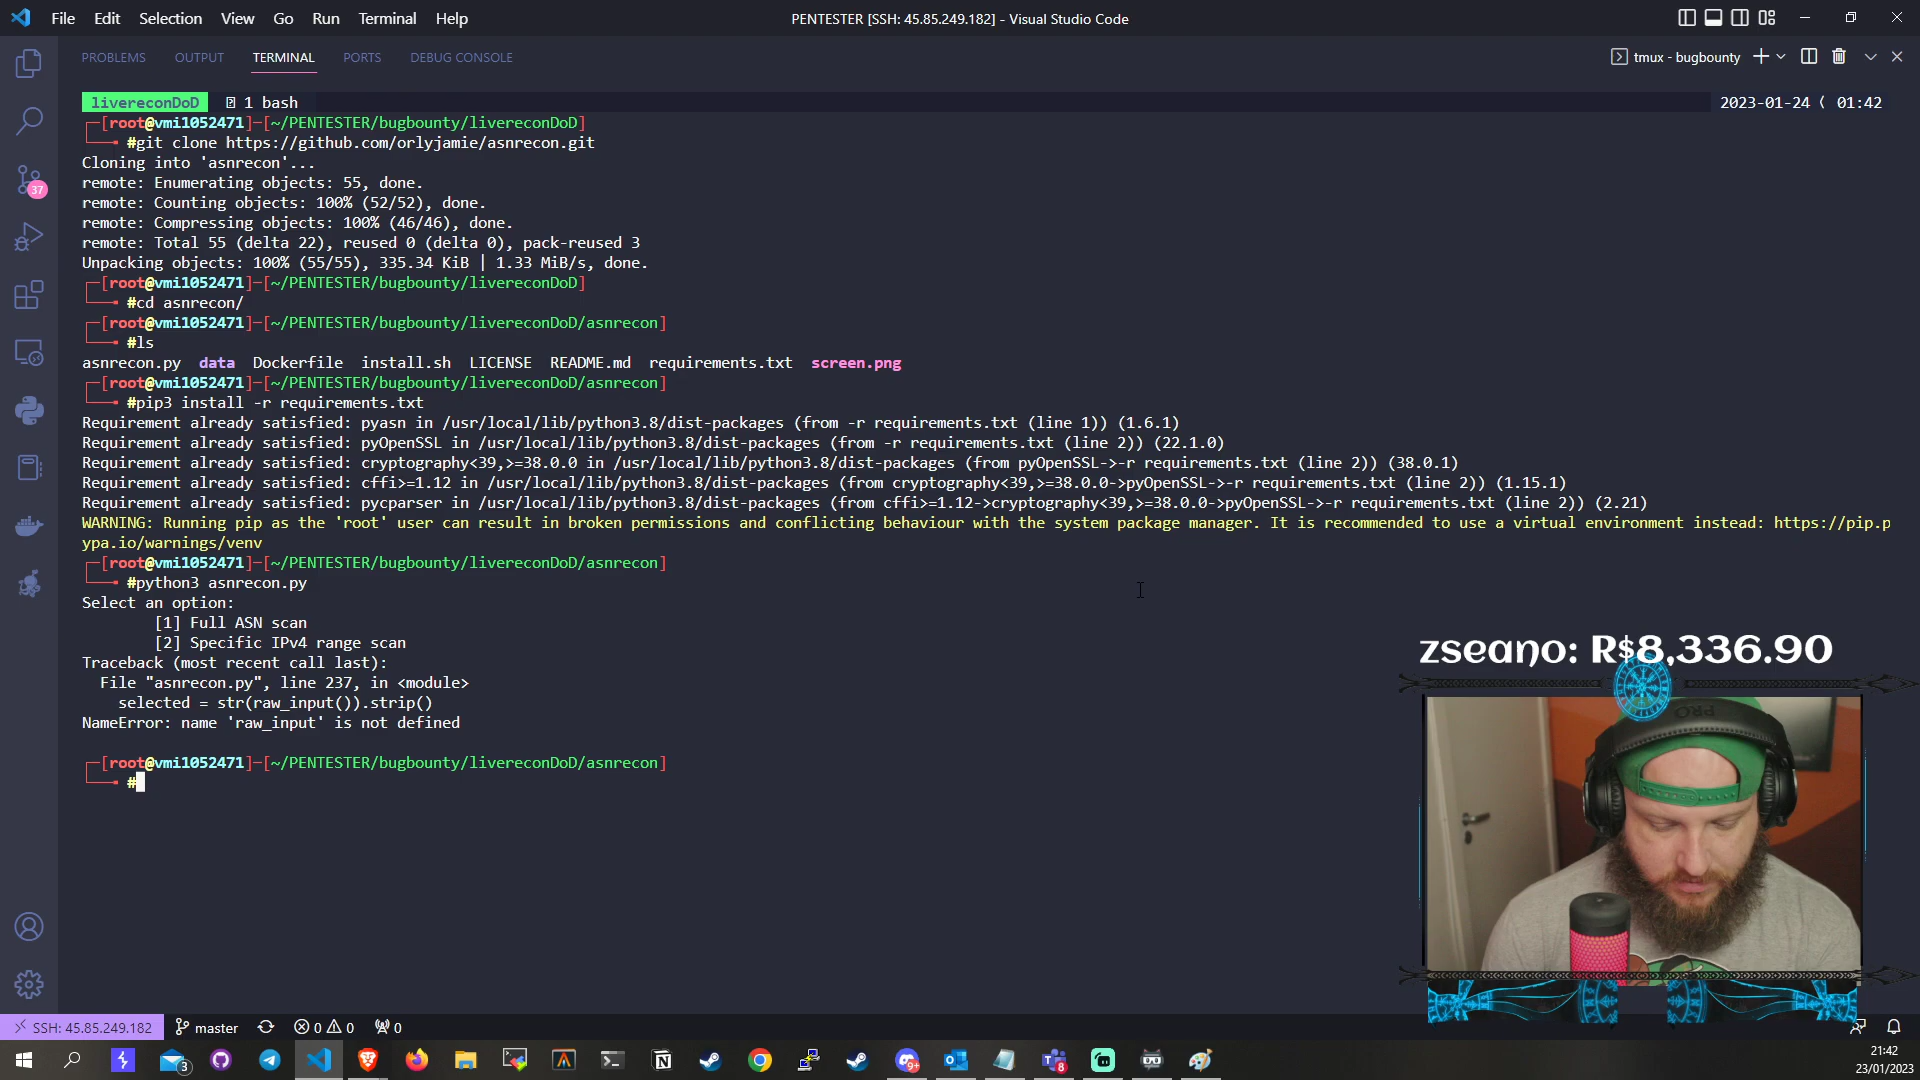 File Edit Selection View Go Run Terminal Help
PENTESTER [SSH: 45.85.249.182] - Visual Studio Code
PROBLEMS OUTPUT TERMINAL PORTS DEBUG CONSOLE
tmux - bugbounty
livereconDoD 1 bash
2023-01-24 ⟨ 01:42
┌─[root@vmi1052471]─[~/PENTESTER/bugbounty/livereconDoD]
└──╼ #git clone https://github.com/orlyjamie/asnrecon.git
Cloning into 'asnrecon'...
remote: Enumerating objects: 55, done.
remote: Counting objects: 100% (52/52), done.
remote: Compressing objects: 100% (46/46), done.
remote: Total 55 (delta 22), reused 0 (delta 0), pack-reused 3
Unpacking objects: 100% (55/55), 335.34 KiB | 1.33 MiB/s, done.
┌─[root@vmi1052471]─[~/PENTESTER/bugbounty/livereconDoD]
└──╼ #cd asnrecon/
┌─[root@vmi1052471]─[~/PENTESTER/bugbounty/livereconDoD/asnrecon]
└──╼ #ls
asnrecon.py data Dockerfile install.sh LICENSE README.md requirements.txt screen.png
┌─[root@vmi1052471]─[~/PENTESTER/bugbounty/livereconDoD/asnrecon]
└──╼ #pip3 install -r requirements.txt
Requirement already satisfied: pyasn in /usr/local/lib/python3.8/dist-packages (from -r requirements.txt (line 1)) (1.6.1)
Requirement already satisfied: pyOpenSSL in /usr/local/lib/python3.8/dist-packages (from -r requirements.txt (line 2)) (22.1.0)
Requirement already satisfied: cryptography<39,>=38.0.0 in /usr/local/lib/python3.8/dist-packages (from pyOpenSSL->-r requirements.txt (line 2)) (38.0.1)
Requirement already satisfied: cffi>=1.12 in /usr/local/lib/python3.8/dist-packages (from cryptography<39,>=38.0.0->pyOpenSSL->-r requirements.txt (line 2)) (1.15.1)
Requirement already satisfied: pycparser in /usr/local/lib/python3.8/dist-packages (from cffi>=1.12->cryptography<39,>=38.0.0->pyOpenSSL->-r requirements.txt (line 2)) (2.21)
WARNING: Running pip as the 'root' user can result in broken permissions and conflicting behaviour with the system package manager. It is recommended to use a virtual environment instead: https://pip.p
ypa.io/warnings/venv
┌─[root@vmi1052471]─[~/PENTESTER/bugbounty/livereconDoD/asnrecon]
└──╼ #python3 asnrecon.py
Select an option:
[1] Full ASN scan
[2] Specific IPv4 range scan
Traceback (most recent call last):
File "asnrecon.py", line 237, in <module>
selected = str(raw_input()).strip()
NameError: name 'raw_input' is not defined
┌─[root@vmi1052471]─[~/PENTESTER/bugbounty/livereconDoD/asnrecon]
└──╼ #
37
zseano: R$8,336.90
PRO
SSH: 45.85.249.182 master 0 0 0
3
9+
8
21:42
23/01/2023